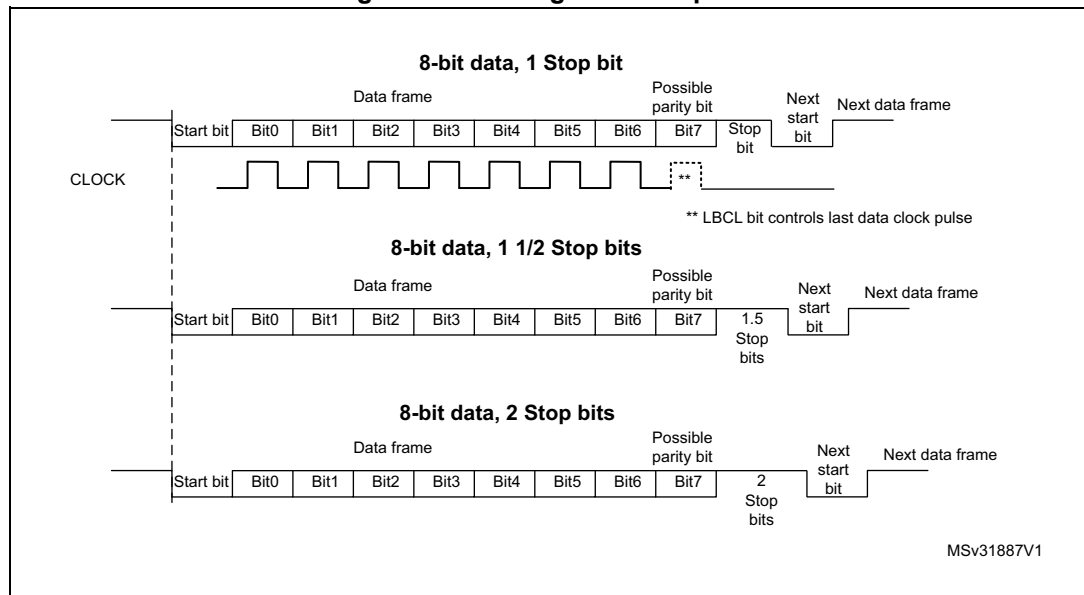 8-bit data, 1 Stop bit
Data frame
Possible
parity bit
Next
start
bit
Next data frame
Start bit Bit0 Bit1 Bit2 Bit3 Bit4 Bit5 Bit6 Bit7 Stop
bit
CLOCK
**
** LBCL bit controls last data clock pulse
8-bit data, 1 1/2 Stop bits
Data frame
Possible
parity bit
Next
start
bit
Next data frame
Start bit Bit0 Bit1 Bit2 Bit3 Bit4 Bit5 Bit6 Bit7 1.5
Stop
bits
8-bit data, 2 Stop bits
Data frame
Possible
parity bit
Next
start
bit
Next data frame
Start bit Bit0 Bit1 Bit2 Bit3 Bit4 Bit5 Bit6 Bit7 2
Stop
bits
MSv31887V1